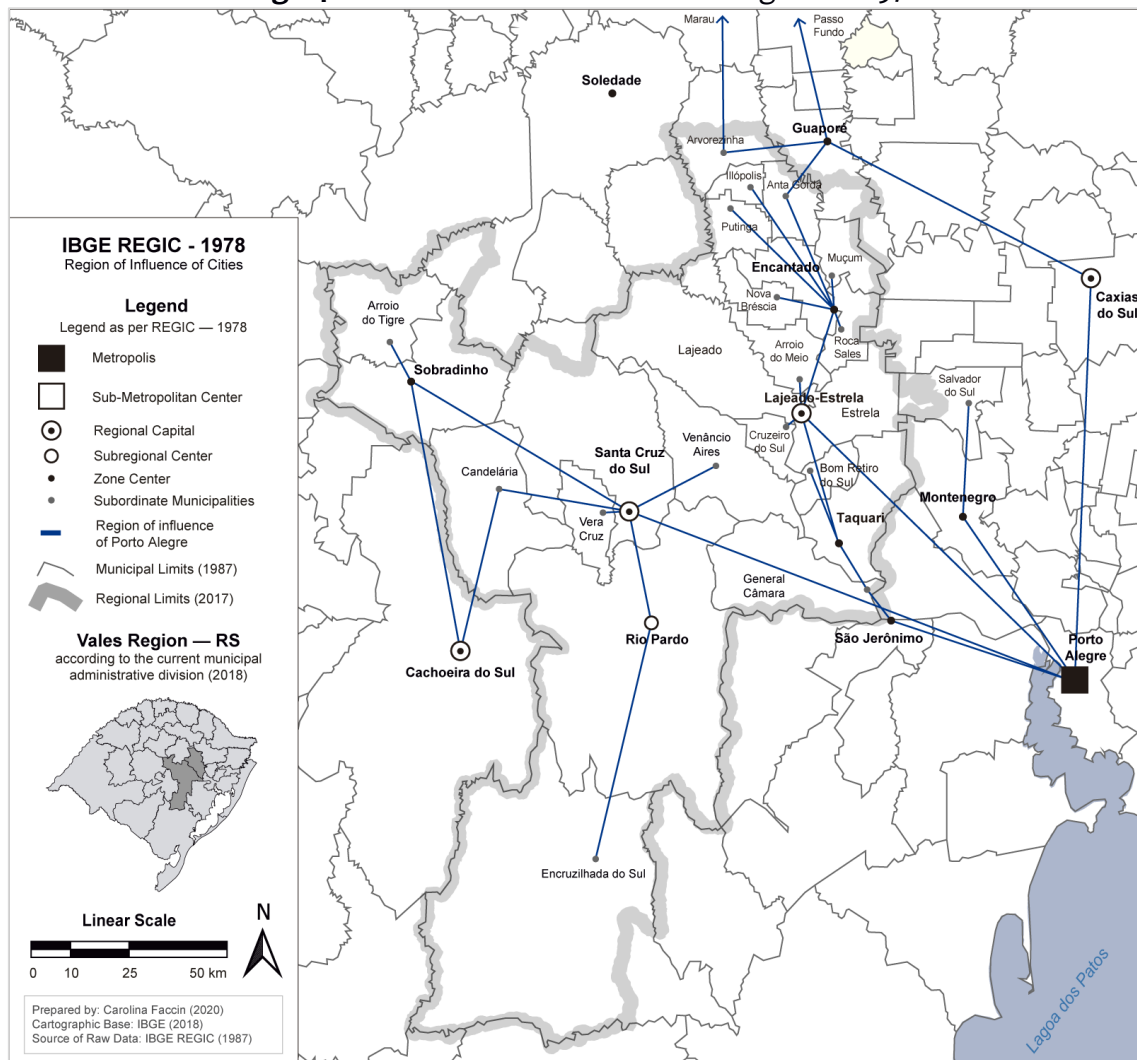 Marau
Passo
Fundo
Soledade
Guaporé
Arvorezinha
Illópolis
Anta Gorda
Putinga
Muçum
Encantado
Nova
Bréscia
Roca
Sales
Arroio
do Meio
Lajeado
Lajeado-Estrela
Estrela
Cruzeiro
do Sul
Caxias
do Sul
Salvador
do Sul
Arroio
do Tigre
Sobradinho
Candelária
Santa Cruz
do Sul
Venâncio
Aires
Vera
Cruz
Bom Retiro
do Sul
Taquari
Montenegro
General
Câmara
São Jerônimo
Porto
Alegre
Rio Pardo
Cachoeira do Sul
Encruzilhada do Sul
Lagoa dos Patos
IBGE REGIC - 1978
Region of Influence of Cities
Legend
Legend as per REGIC — 1978
Metropolis
Sub-Metropolitan Center
Regional Capital
Subregional Center
Zone Center
Subordinate Municipalities
Region of influence
of Porto Alegre
Municipal Limits (1987)
Regional Limits (2017)
Vales Region — RS
according to the current municipal
administrative division (2018)
Linear Scale
N
0 10 25 50 km
Prepared by: Carolina Faccin (2020)
Cartographic Base: IBGE (2018)
Source of Raw Data: IBGE REGIC (1987)